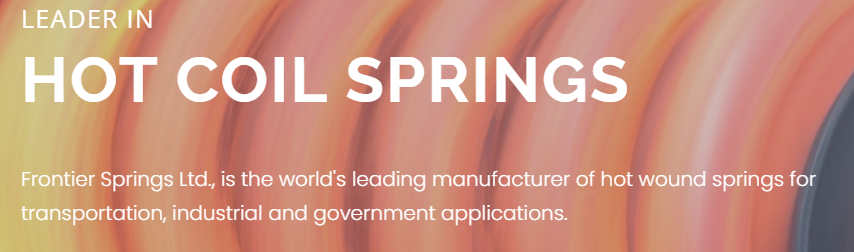 LEADER IN
HOT COIL SPRINGS
Frontier Springs Ltd., is the world's leading manufacturer of hot wound springs for
transportation, industrial and government applications.